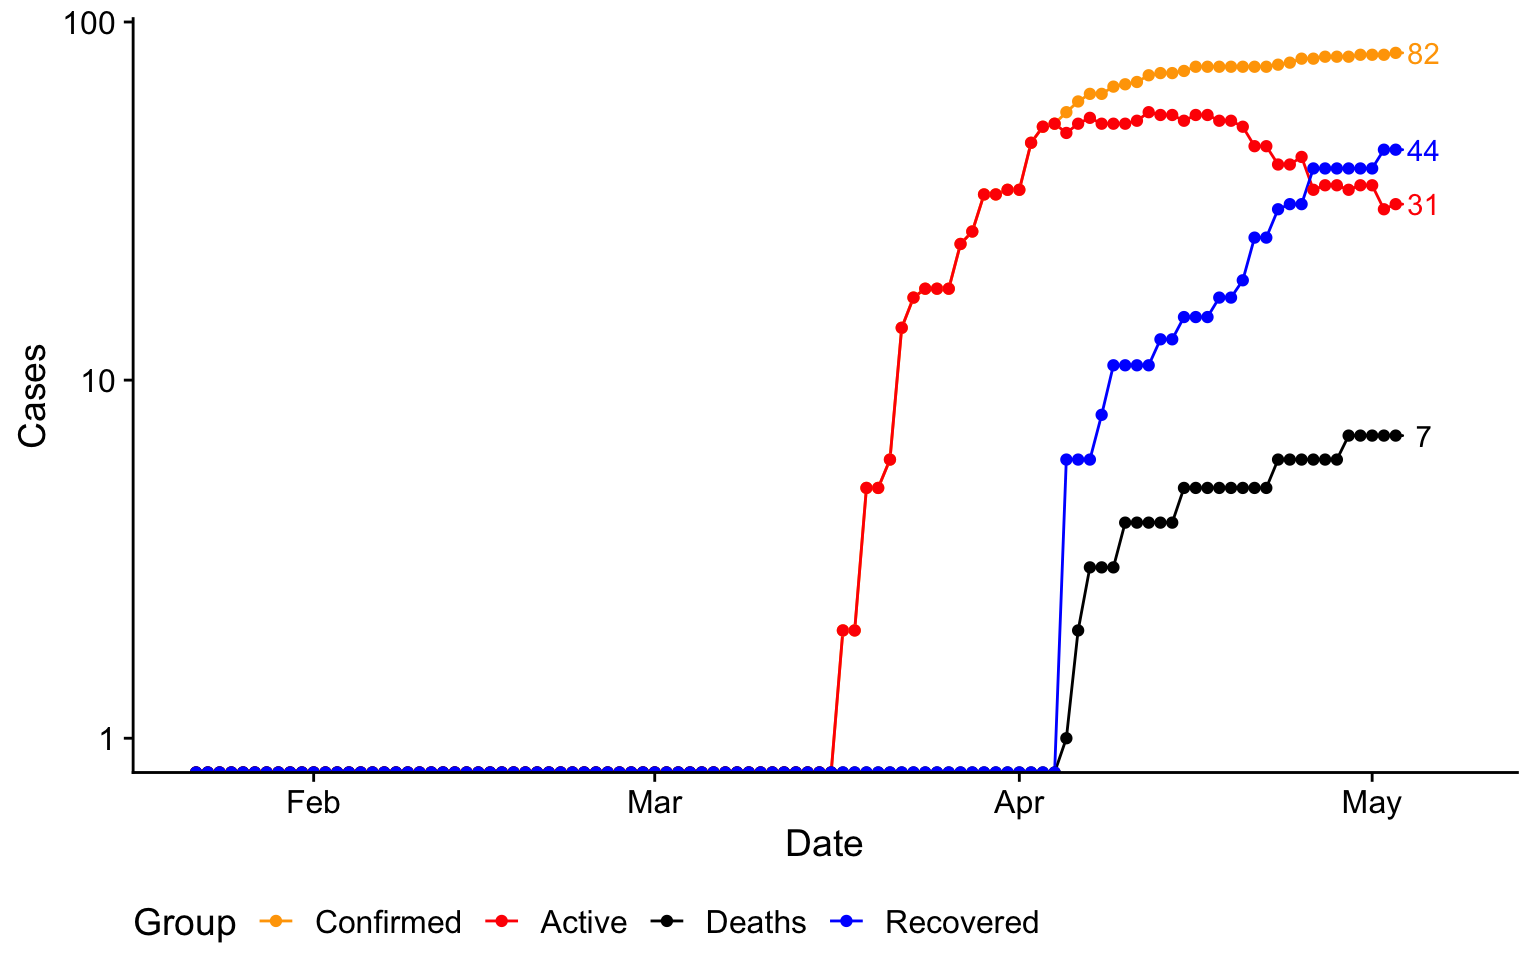 100
10
1
Cases
82
44
31
7
Feb Mar Apr May
Date
Group Confirmed Active Deaths Recovered